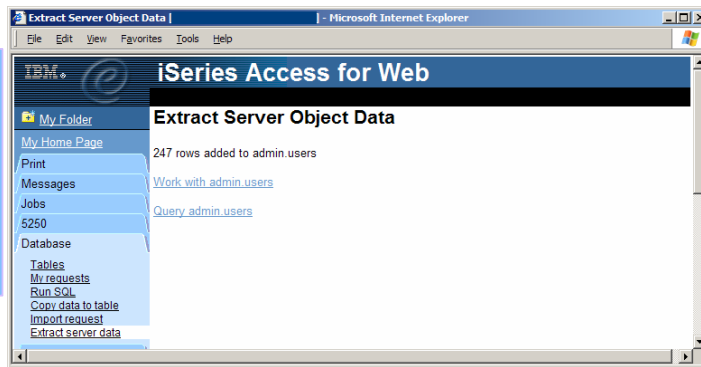 Extract Server Object Data | | - Microsoft Internet Explorer
File Edit View Favorites Tools Help
IBM. e iSeries Access for Web
My Folder
Extract Server Object Data
My Home Page
247 rows added to admin.users
Print
Messages
Work with admin.users
Jobs
5250
Query admin.users
Database
Tables
My requests
Run SQL
Copy data to table
Import request
Extract server data